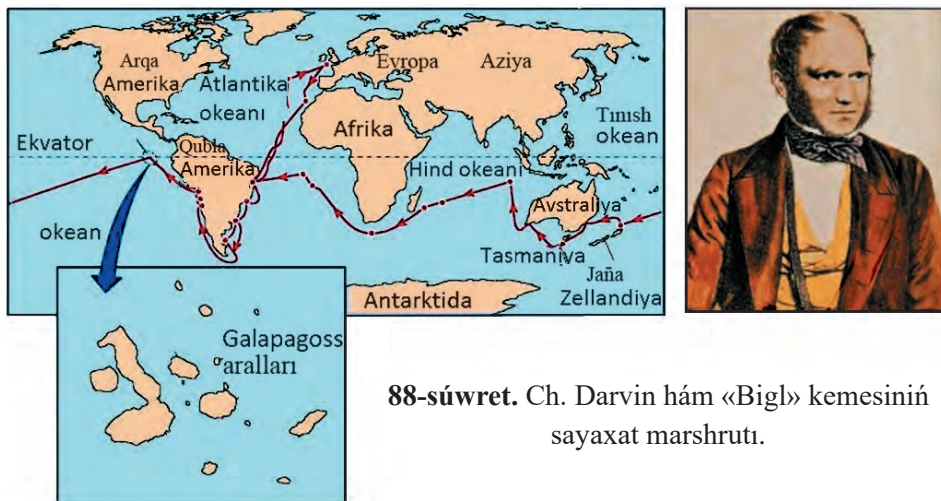 Arqa
Amerika
Atlantika
okeanı
Evropa
Aziya
Afrika
Tınısh
okean
Ekvator
Qubla
Amerika
Hind okeanı
Avstraliya
okean
Tasmaniya
Jańa
Zellandiya
Antarktida
Galapagoss
aralları
88-súwret. Ch. Darvin hám «Bigl» kemesiniń
sayaxat marshrutı.